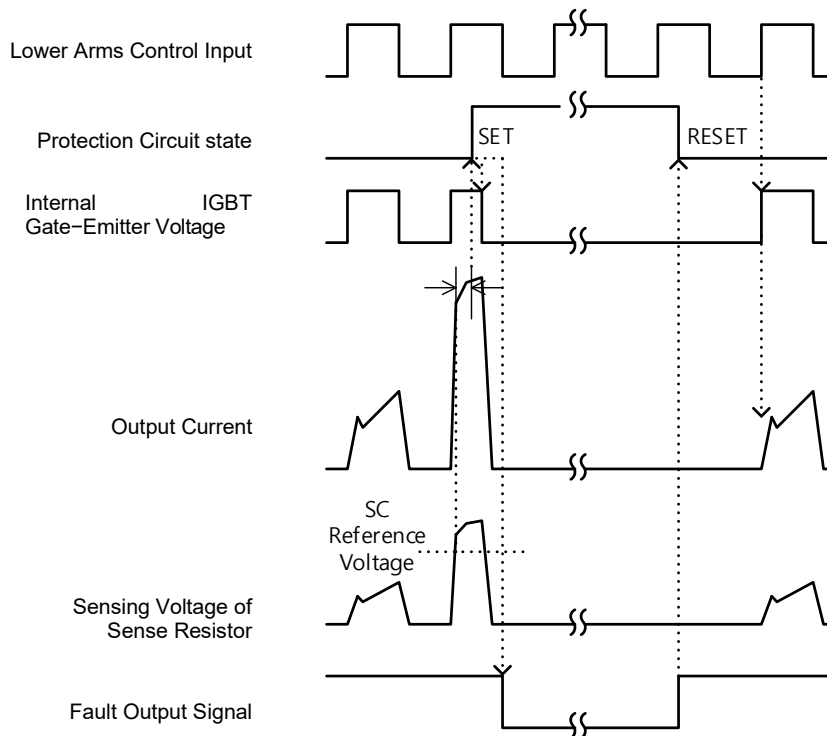 Lower Arms Control Input
Protection Circuit state
SET
RESET
Internal IGBT
Gate−Emitter Voltage
Output Current
SC
Reference
Voltage
Sensing Voltage of
Sense Resistor
Fault Output Signal